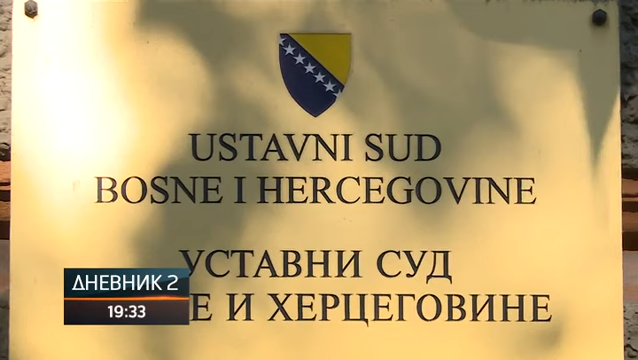 USTAVNI SUD
BOSNE I HERCEGOVINE
УСТАВНИ СУД
Е И ХЕРЦЕГОВИНЕ
ДНЕВНИК 2
19:33